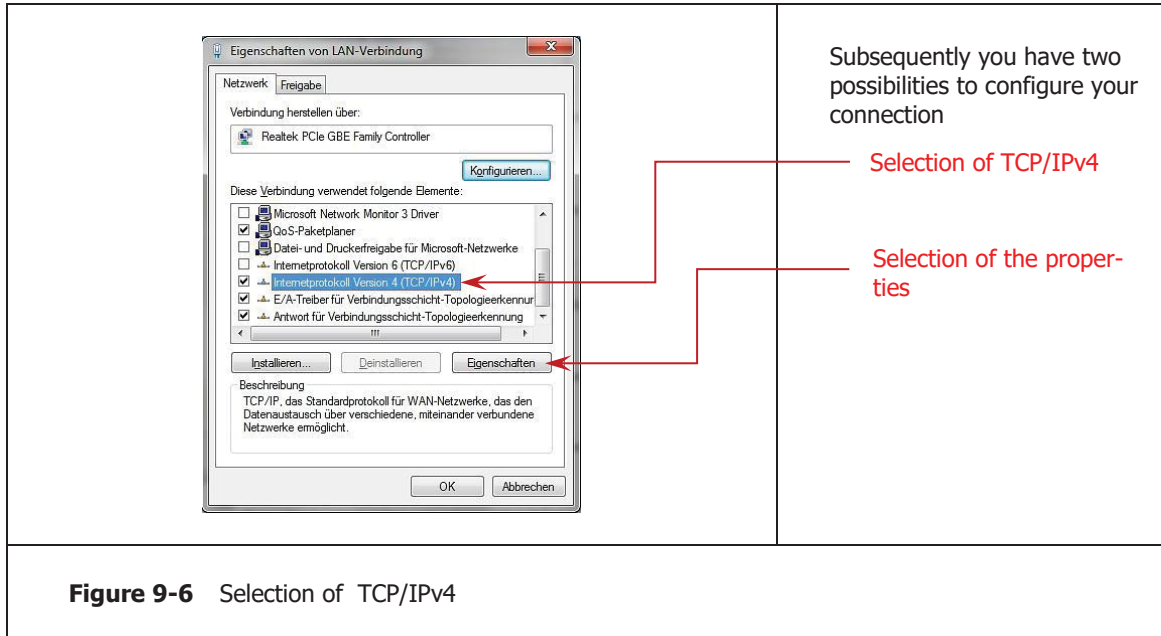 Eigenschaften von LAN-Verbindung
Netzwerk Freigabe
Verbindung herstellen über:
Realtek PCIe GBE Family Controller
Konfigurieren...
Diese Verbindung verwendet folgende Elemente:
Microsoft Network Monitor 3 Driver
QoS-Paketplaner
Datei- und Druckerfreigabe für Microsoft-Netzwerke
Internetprotokoll Version 6 (TCP/IPv6)
Internetprotokoll Version 4 (TCP/IPv4)
E/A-Treiber für Verbindungsschicht-Topologieerkennur
Antwort für Verbindungsschicht-Topologieerkennung
Installieren... Deinstallieren Eigenschaften
Beschreibung
TCP/IP, das Standardprotokoll für WAN-Netzwerke, das den
Datenaustausch über verschiedene, miteinander verbundene
Netzwerke ermöglicht.
OK Abbrechen
Subsequently you have two
possibilities to configure your
connection
Selection of TCP/IPv4
Selection of the proper-
ties
Figure 9-6 Selection of TCP/IPv4